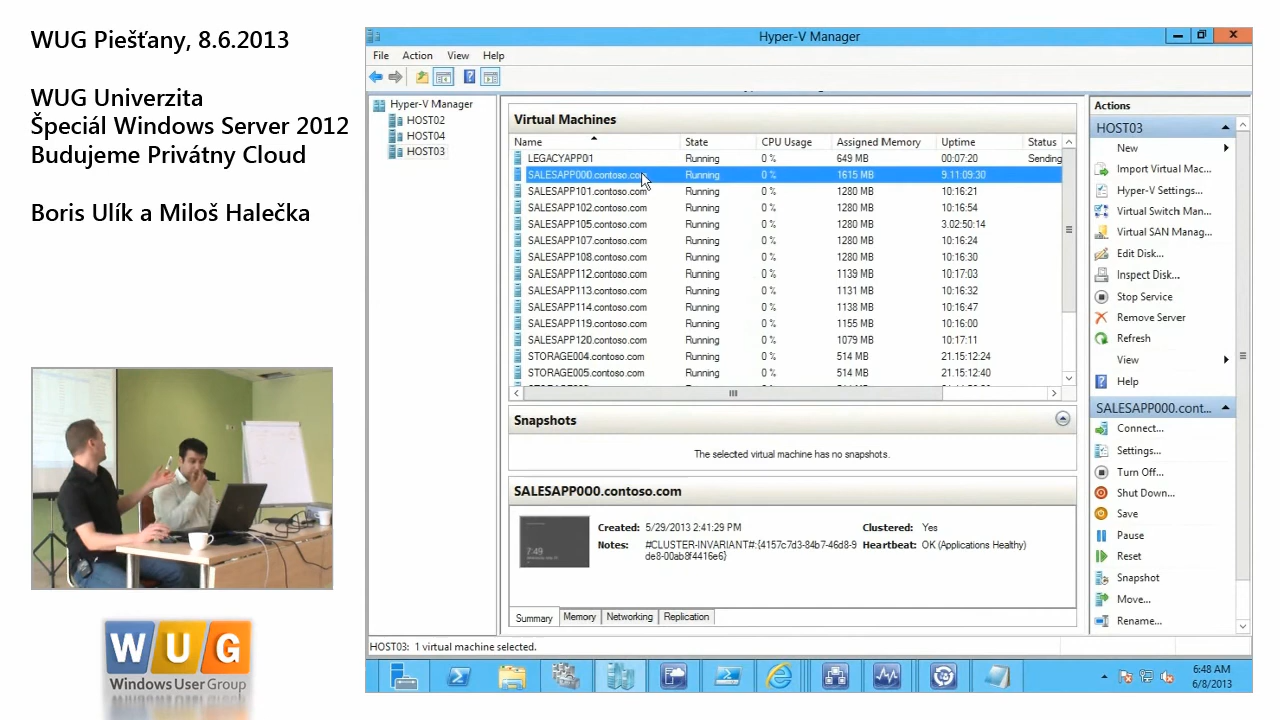 WUG Piešťany, 8.6.2013
WUG Univerzita
Špeciál Windows Server 2012
Budujeme Privátny Cloud
Boris Ulík a Miloš Halečka
WUG
Windows User Group
Hyper-V Manager
File Action View Help
Hyper-V Manager
HOST02
HOST04
HOST03
Virtual Machines
Name State CPU Usage Assigned Memory Uptime Status
LEGACYAPP01 Running 0 % 649 MB 00:07:20 Sending
SALESAPP000.contoso.com Running 0 % 1615 MB 9.11:09:30
SALESAPP101.contoso.com Running 0 % 1280 MB 10:16:21
SALESAPP102.contoso.com Running 0 % 1280 MB 10:16:54
SALESAPP105.contoso.com Running 0 % 1280 MB 3.02:50:14
SALESAPP107.contoso.com Running 0 % 1280 MB 10:16:24
SALESAPP108.contoso.com Running 0 % 1280 MB 10:16:30
SALESAPP112.contoso.com Running 0 % 1139 MB 10:17:03
SALESAPP113.contoso.com Running 0 % 1131 MB 10:16:32
SALESAPP114.contoso.com Running 0 % 1138 MB 10:16:47
SALESAPP119.contoso.com Running 0 % 1155 MB 10:16:00
SALESAPP120.contoso.com Running 0 % 1079 MB 10:17:11
STORAGE004.contoso.com Running 0 % 514 MB 21.15:12:24
STORAGE005.contoso.com Running 0 % 514 MB 21.15:12:40
Snapshots
The selected virtual machine has no snapshots.
SALESAPP000.contoso.com
7:49
Created: 5/29/2013 2:41:29 PM Clustered: Yes
Notes: #CLUSTER-INVARIANT#:{4157c7d3-84b7-46d8-9 Heartbeat: OK (Applications Healthy)
de8-00ab8f4416e6}
Summary Memory Networking Replication
HOST03: 1 virtual machine selected.
Actions
HOST03
New
Import Virtual Mac...
Hyper-V Settings...
Virtual Switch Man...
Virtual SAN Manag...
Edit Disk...
Inspect Disk...
Stop Service
Remove Server
Refresh
View
Help
SALESAPP000.cont...
Connect...
Settings...
Turn Off...
Shut Down...
Save
Pause
Reset
Snapshot
Move...
Rename...
6:48 AM
6/8/2013